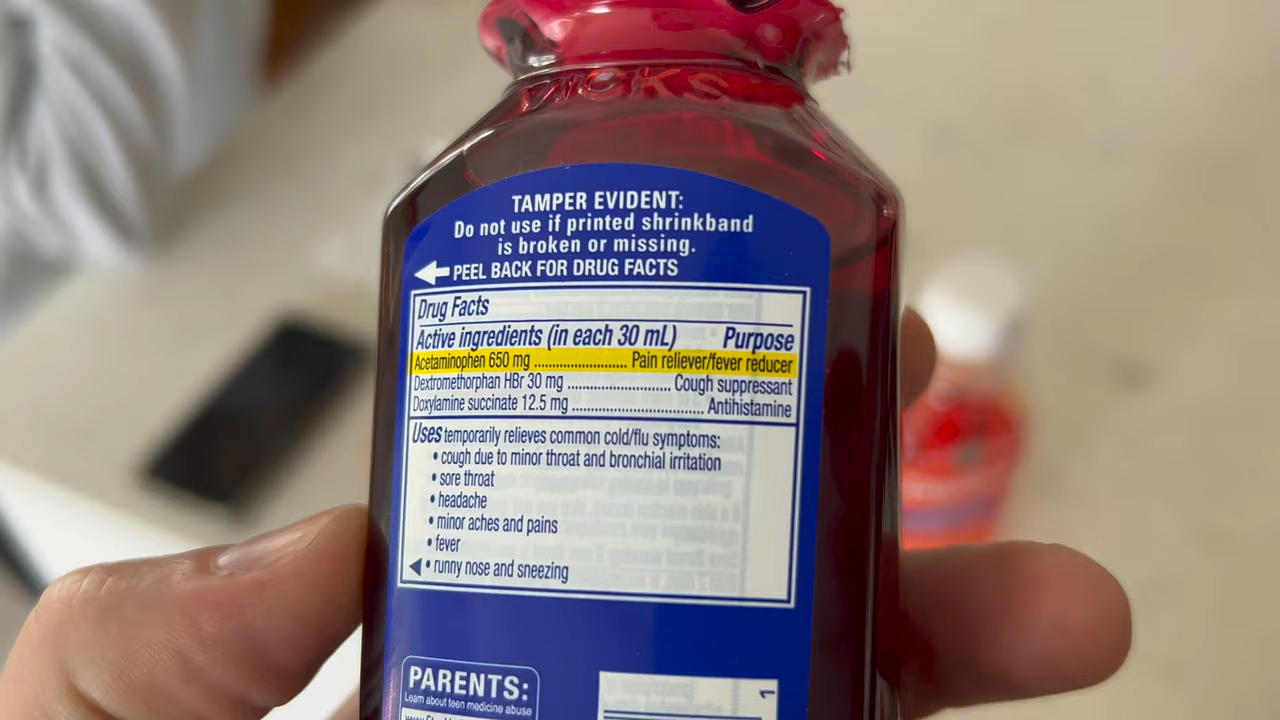 VICKS
TAMPER EVIDENT:
Do not use if printed shrinkband
is broken or missing.
PEEL BACK FOR DRUG FACTS
Drug Facts
Active ingredients (in each 30 mL) Purpose
Acetaminophen 650 mg ........................ Pain reliever/fever reducer
Dextromethorphan HBr 30 mg ........................... Cough suppressant
Doxylamine succinate 12.5 mg .................................. Antihistamine
Uses temporarily relieves common cold/flu symptoms:
• cough due to minor throat and bronchial irritation
• sore throat
• headache
• minor aches and pains
• fever
• runny nose and sneezing
PARENTS:
Learn about teen medicine abuse
1